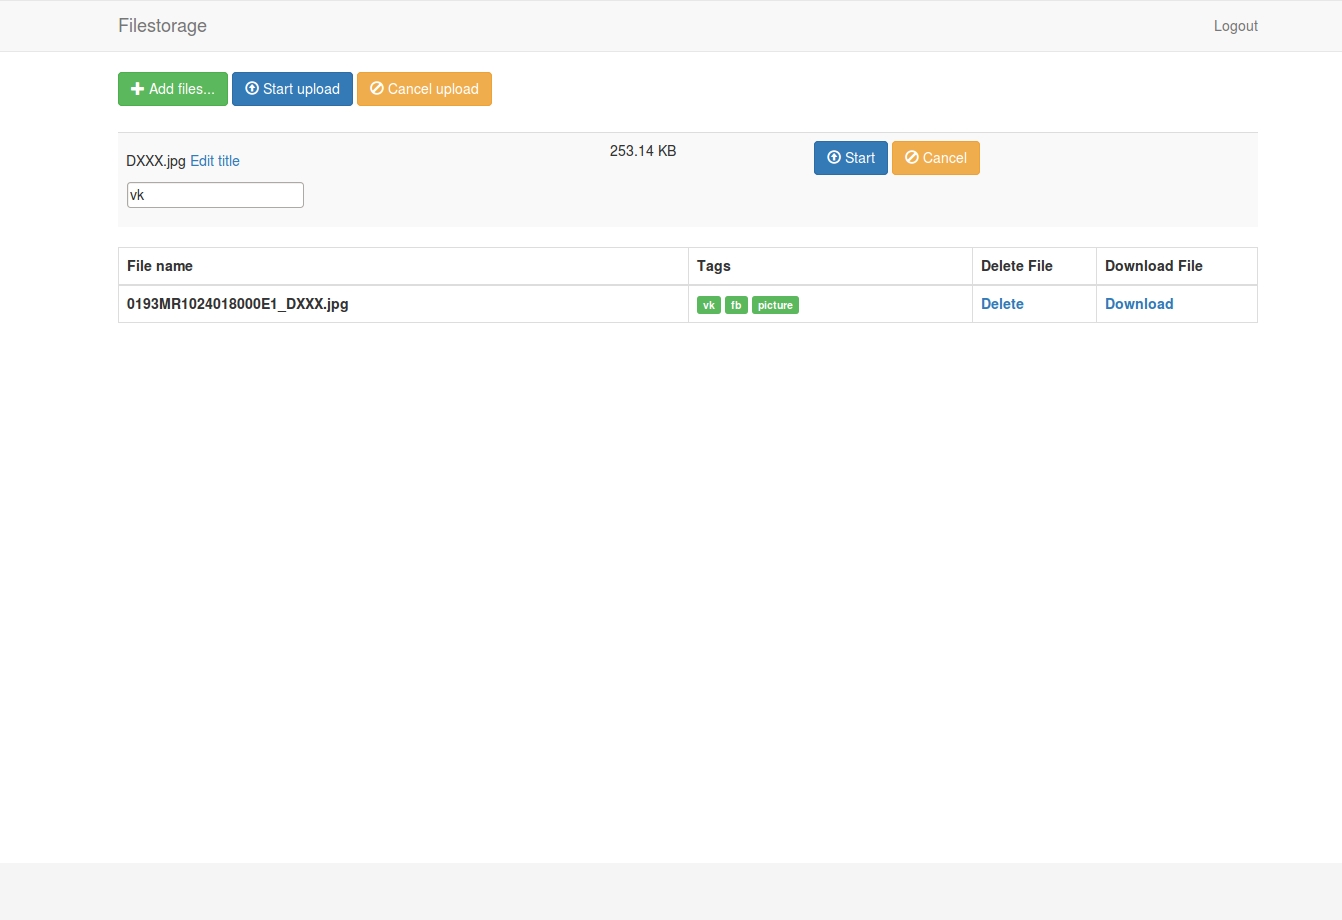 Filestorage Logout
Add files... Start upload Cancel upload
DXXX.jpg Edit title 253.14 KB Start Cancel
vk
File name Tags Delete File Download File
0193MR1024018000E1_DXXX.jpg vk fb picture Delete Download